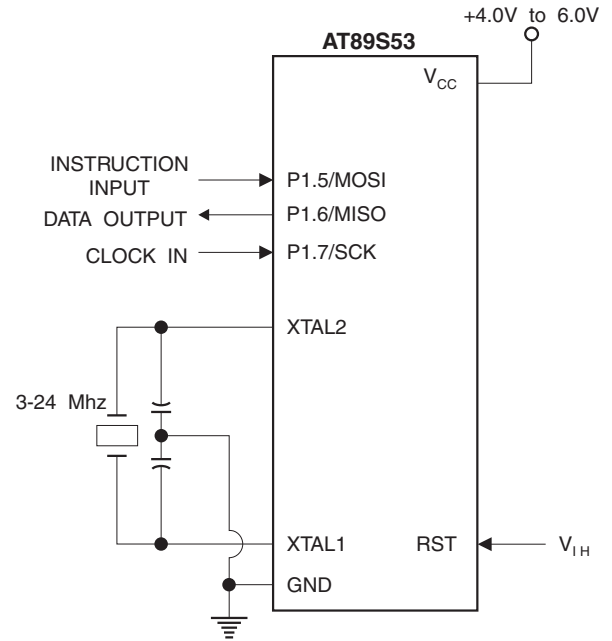 +4.0V to 6.0V
AT89S53
VCC
INSTRUCTION
INPUT
P1.5/MOSI
DATA OUTPUT
P1.6/MISO
CLOCK IN
P1.7/SCK
XTAL2
3-24 Mhz
XTAL1
RST
VIH
GND